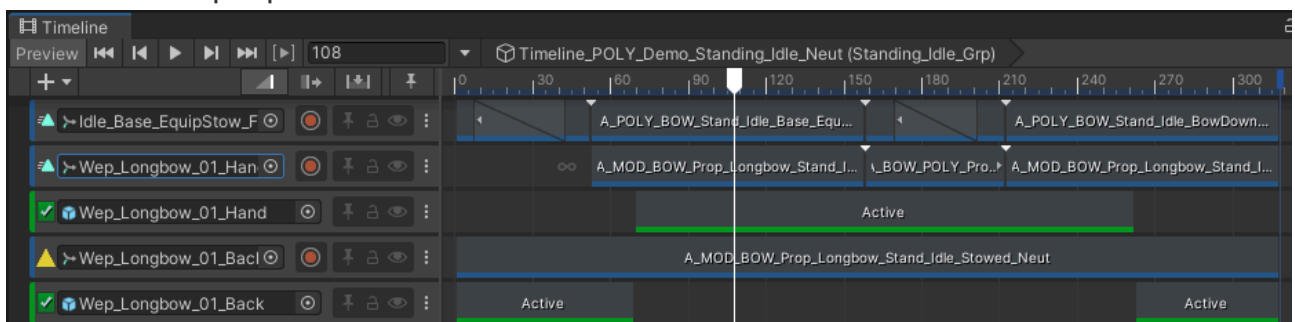 Timeline
Preview 108 Timeline_POLY_Demo_Standing_Idle_Neut (Standing_Idle_Grp)
0 30 60 90 120 150 180 210 240 270 300
Idle_Base_EquipStow_F A_POLY_BOW_Stand_Idle_Base_Equ... A_POLY_BOW_Stand_Idle_BowDown...
Wep_Longbow_01_Han A_MOD_BOW_Prop_Longbow_Stand_I... \_BOW_POLY_Pro.. A_MOD_BOW_Prop_Longbow_Stand_I...
Wep_Longbow_01_Hand Active
Wep_Longbow_01_Bacl A_MOD_BOW_Prop_Longbow_Stand_Idle_Stowed_Neut
Wep_Longbow_01_Back Active Active